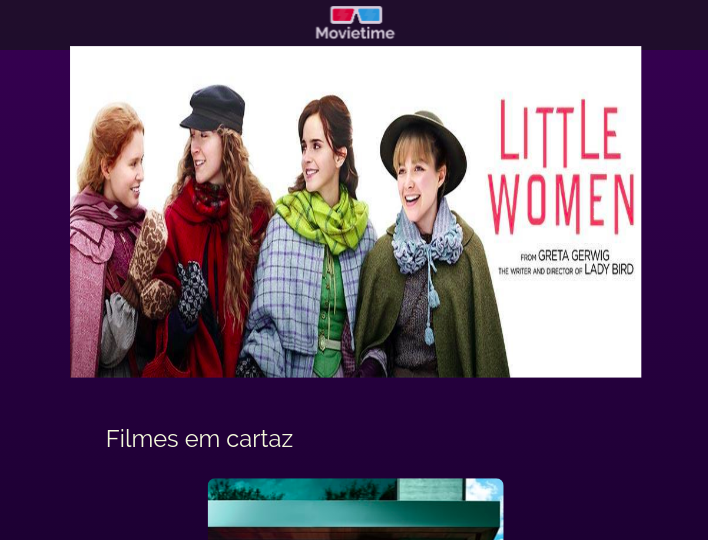 Movietime
LITTLE
WOMEN
FROM GRETA GERWIG
THE WRITER AND DIRECTOR OF LADY BIRD
Filmes em cartaz